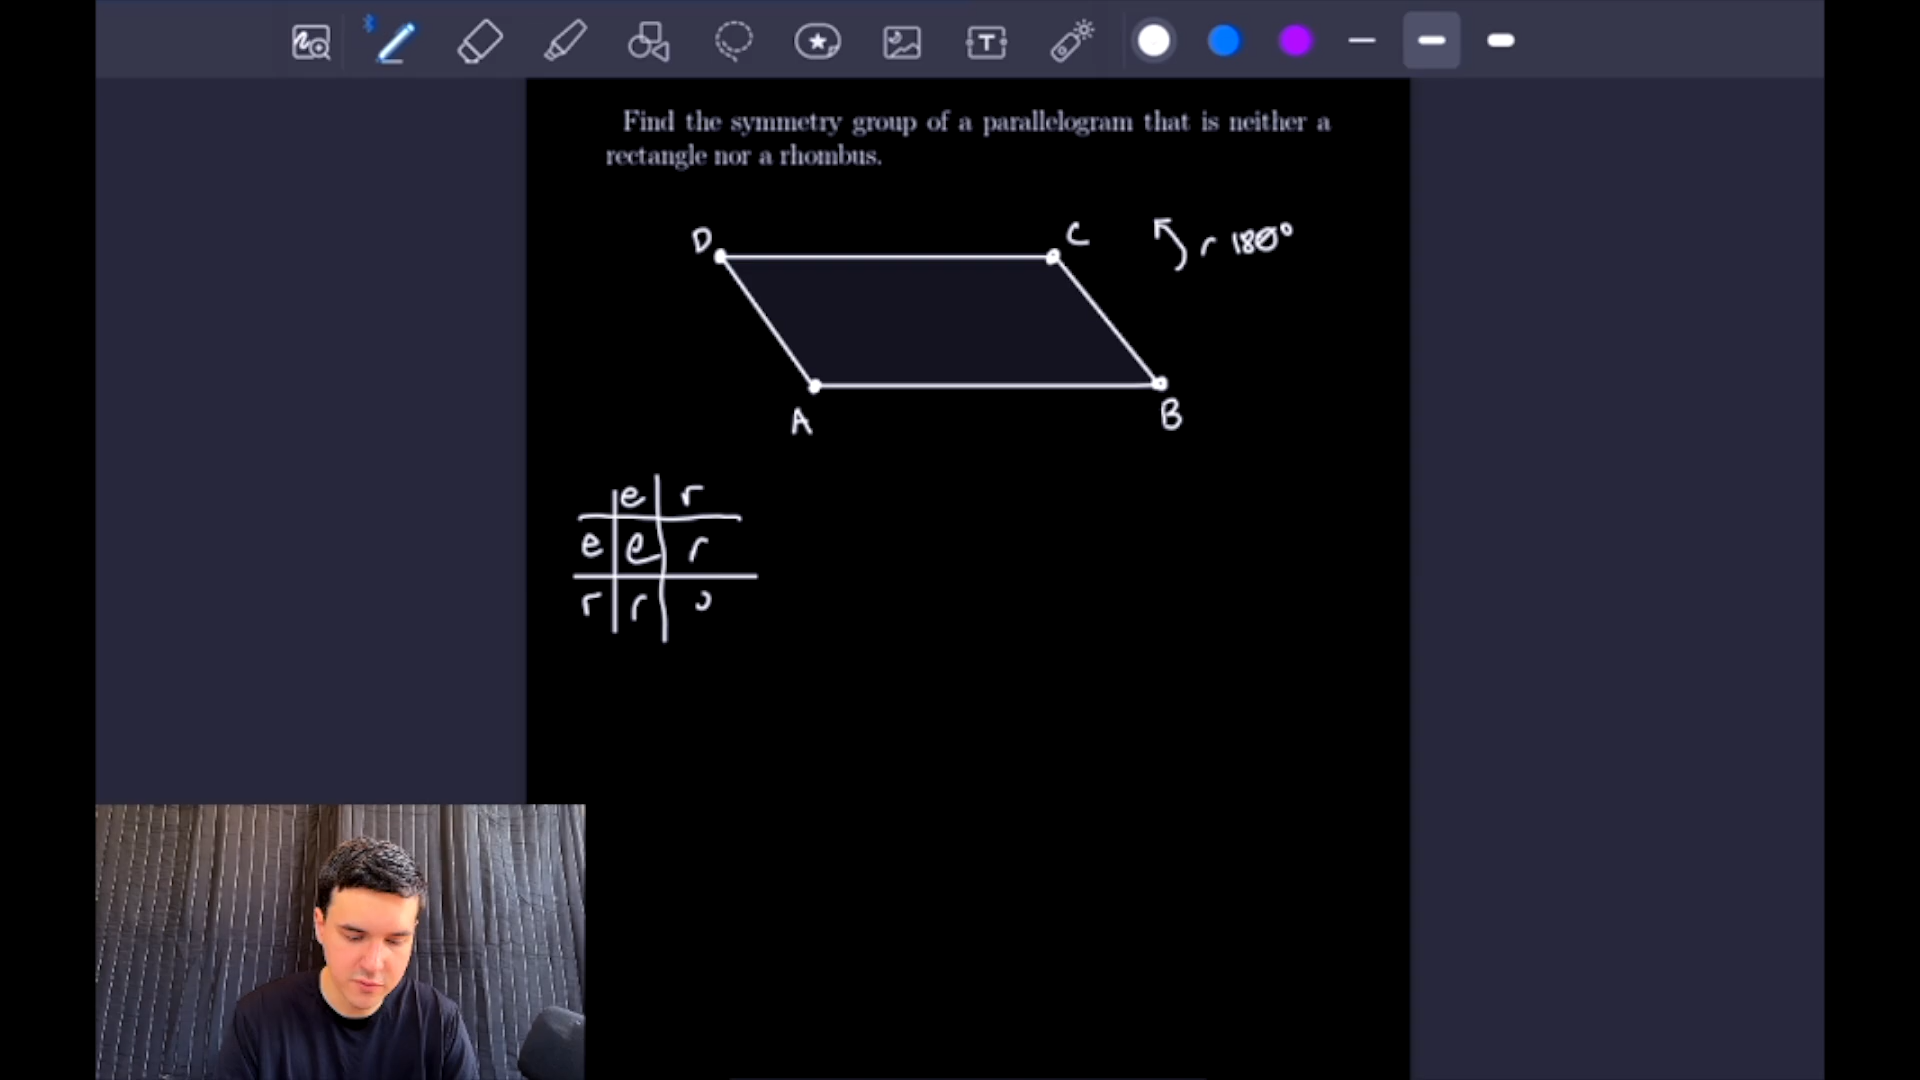 T
Find the symmetry group of a parallelogram that is neither a
rectangle nor a rhombus.
D C r 180°
A B
e r
e e r
r r